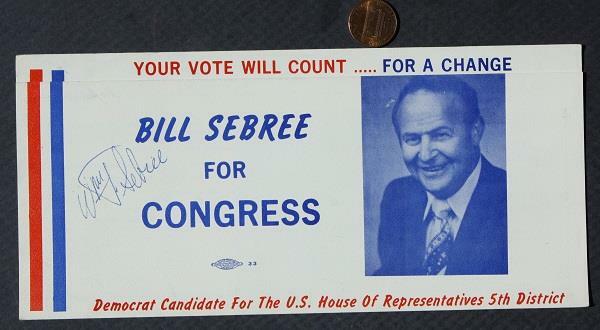 YOUR VOTE WILL COUNT ..... FOR A CHANGE
BILL SEBREE
FOR
CONGRESS
33
Democrat Candidate For The U.S. House Of Representatives 5th District